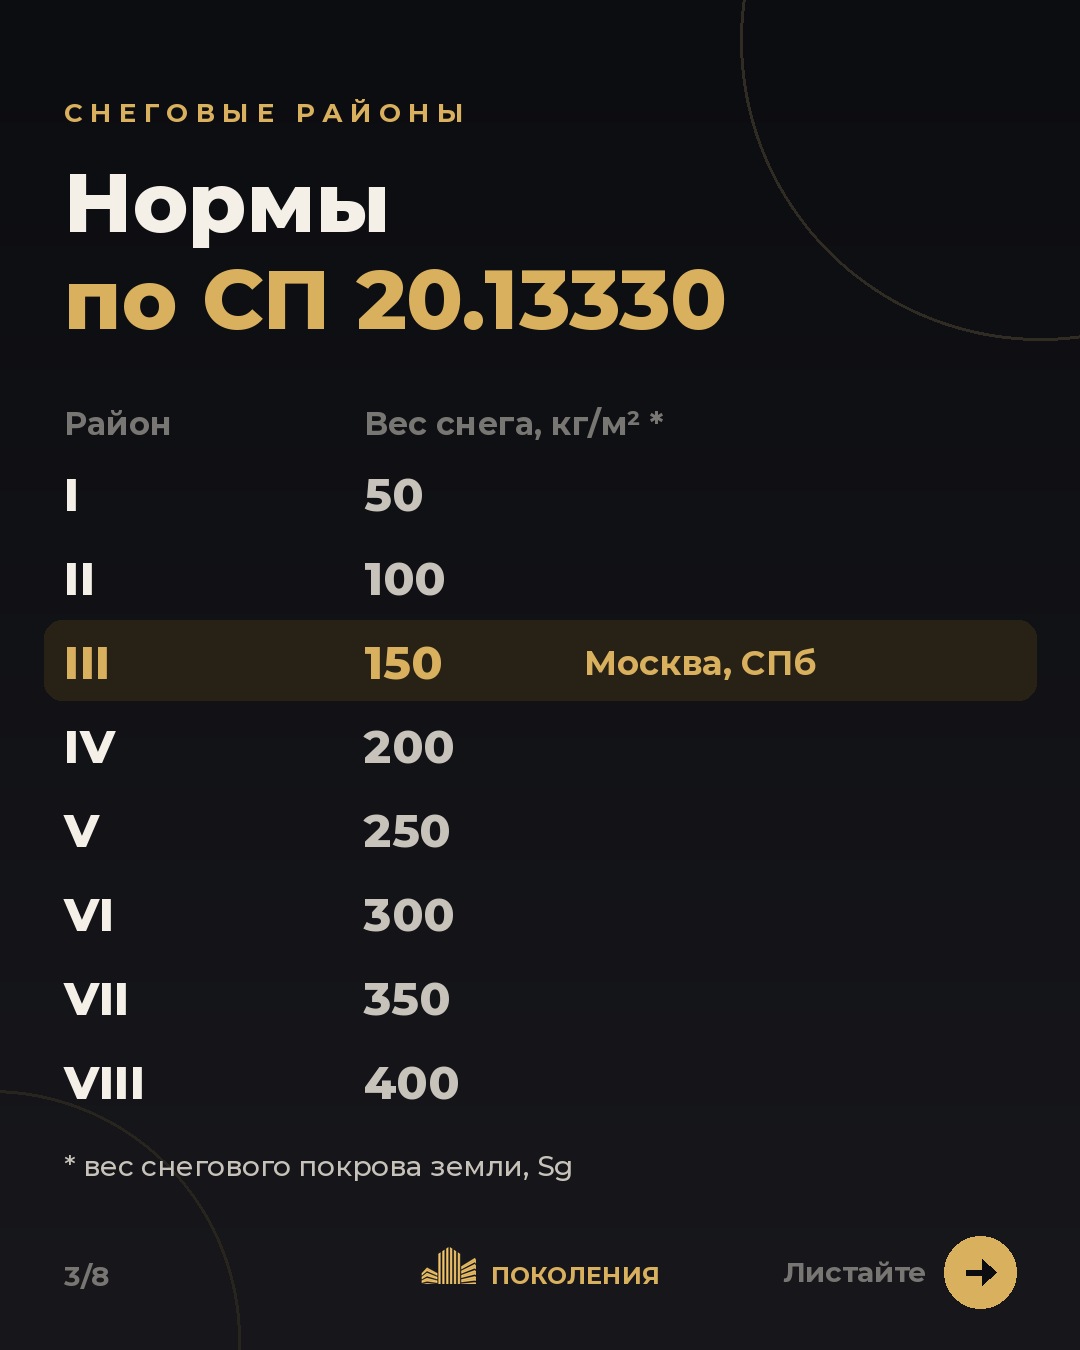 СНЕГОВЫЕ РАЙОНЫ
Нормы
по СП 20.13330
Район Вес снега, кг/м² *
I 50
II 100
III 150 Москва, СПб
IV 200
V 250
VI 300
VII 350
VIII 400
* вес снегового покрова земли, Sg
3/8 ПОКОЛЕНИЯ Листайте